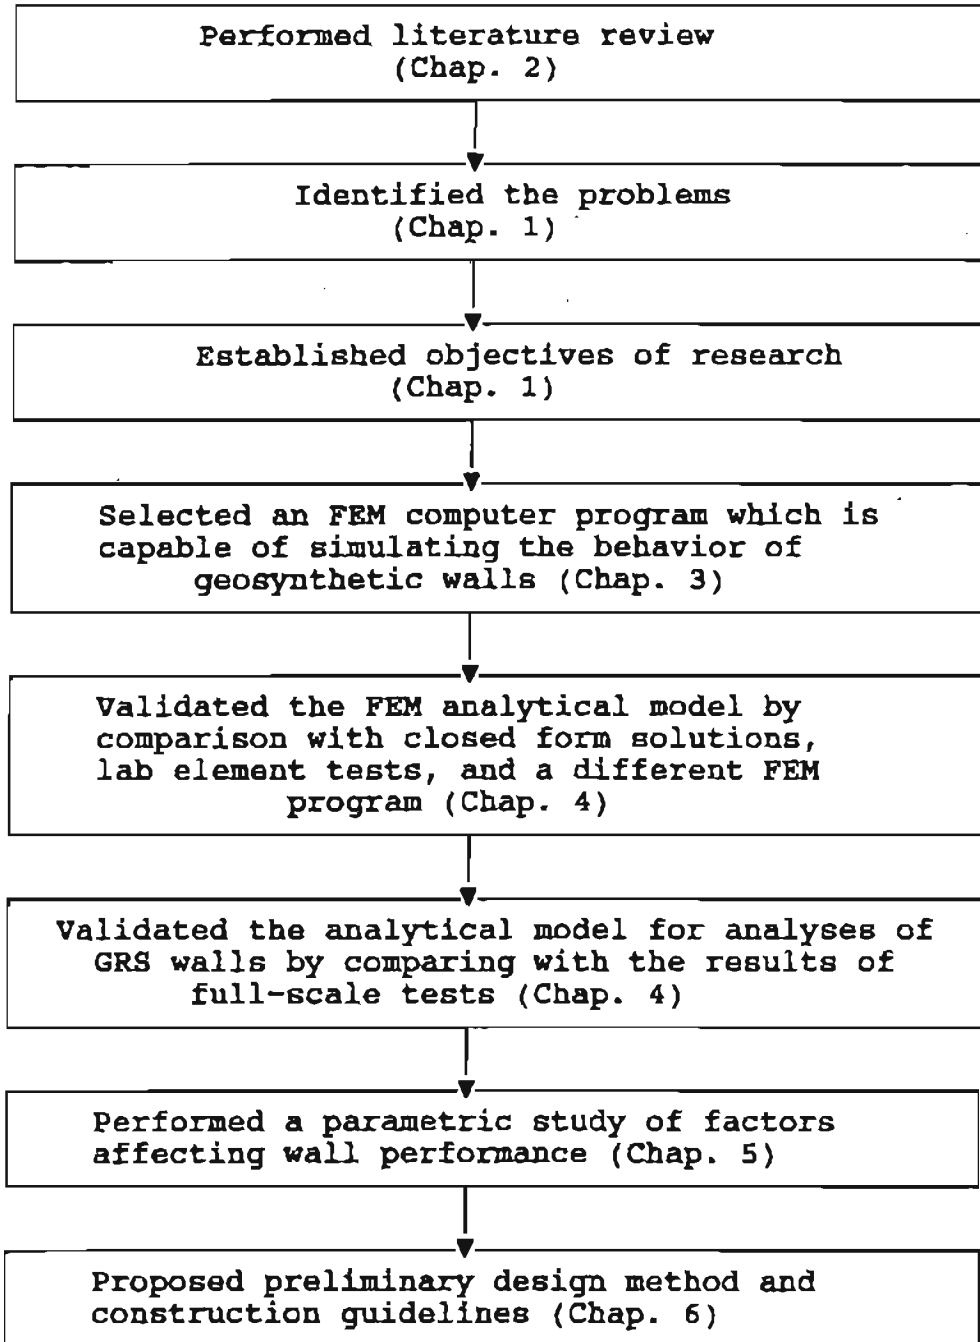 Performed literature review
(Chap. 2)
Identified the problems
(Chap. 1)
Established objectives of research
(Chap. 1)
Selected an FEM computer program which is
capable of simulating the behavior of
geosynthetic walls (Chap. 3)
Validated the FEM analytical model by
comparison with closed form solutions,
lab element tests, and a different FEM
program (Chap. 4)
Validated the analytical model for analyses of
GRS walls by comparing with the results of
full-scale tests (Chap. 4)
Performed a parametric study of factors
affecting wall performance (Chap. 5)
Proposed preliminary design method and
construction guidelines (Chap. 6)